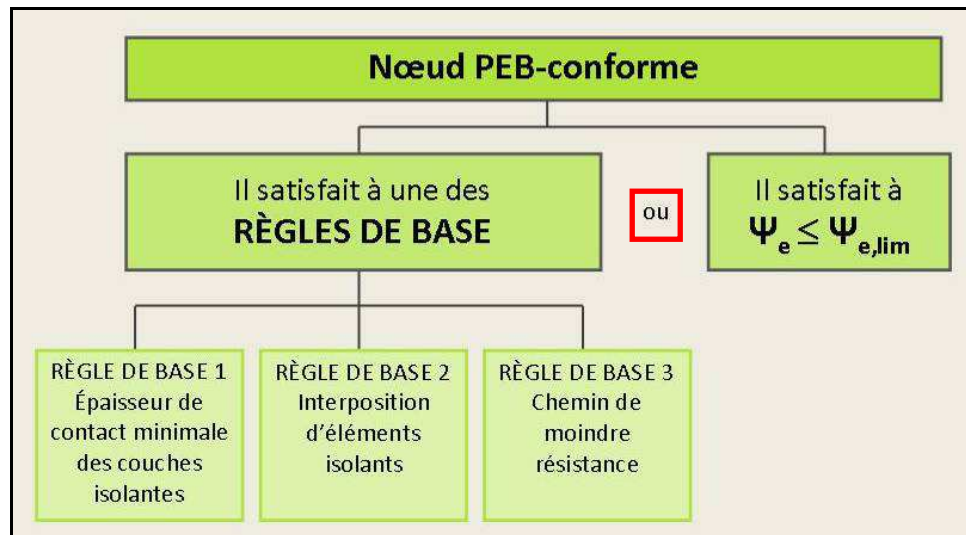 Nœud PEB-conforme
Il satisfait à une des
RÈGLES DE BASE
ou
Il satisfait à
Ψe ≤ Ψe,lim
RÈGLE DE BASE 1
Épaisseur de
contact minimale
des couches
isolantes
RÈGLE DE BASE 2
Interposition
d'éléments
isolants
RÈGLE DE BASE 3
Chemin de
moindre
résistance